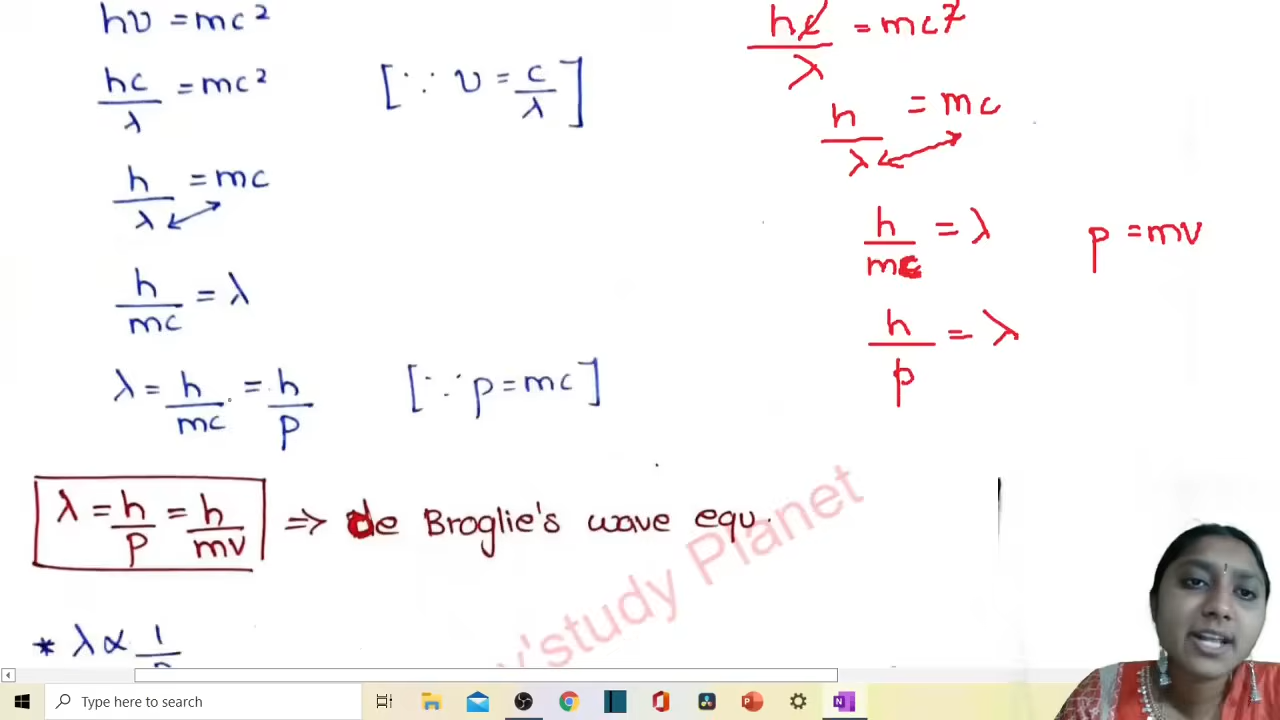 hυ = mc²
hc/λ = mc² [∵ υ = c/λ]
h/λ = mc
h/mc = λ
λ = h/mc = h/p [∵ p = mc]
λ = h/p = h/mv ⇒ de Broglie's wave equ.
* λ ∝ 1/
hc/λ = mc²
h/λ = mc
h/mc = λ p = mv
h/p = λ
y'study Planet
Type here to search